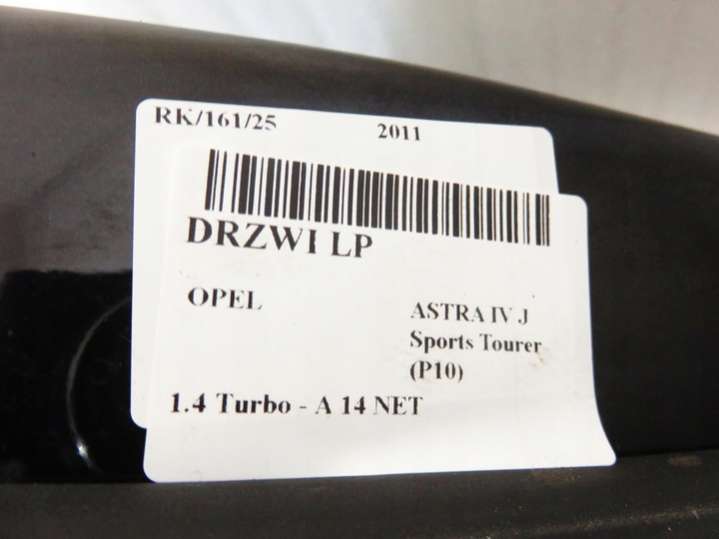 RK/161/25 2011
DRZWI LP
OPEL ASTRA IV J
Sports Tourer
(P10)
1.4 Turbo - A 14 NET